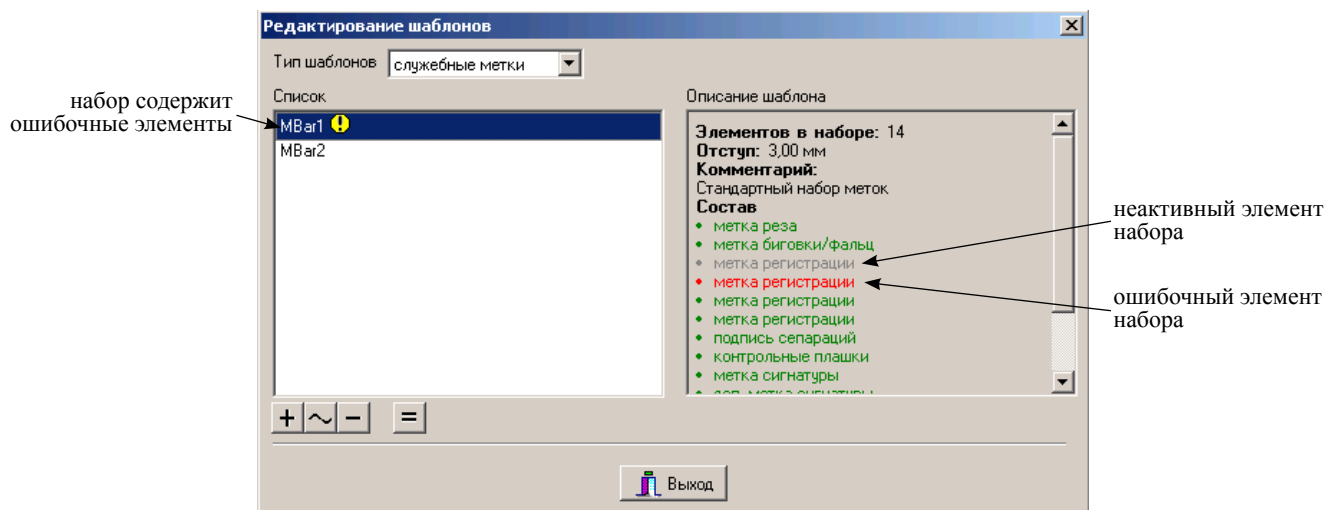 Редактирование шаблонов
Тип шаблонов служебные метки
набор содержит
ошибочные элементы
Список
MBar1
MBar2
Описание шаблона
Элементов в наборе: 14
Отступ: 3,00 мм
Комментарий:
Стандартный набор меток
Состав
• метка реза
• метка биговки/фальц
• метка регистрации
• метка регистрации
• метка регистрации
• метка регистрации
• подпись сепараций
• контрольные плашки
• метка сигнатуры
неактивный элемент
набора
ошибочный элемент
набора
+ ~ − =
Выход